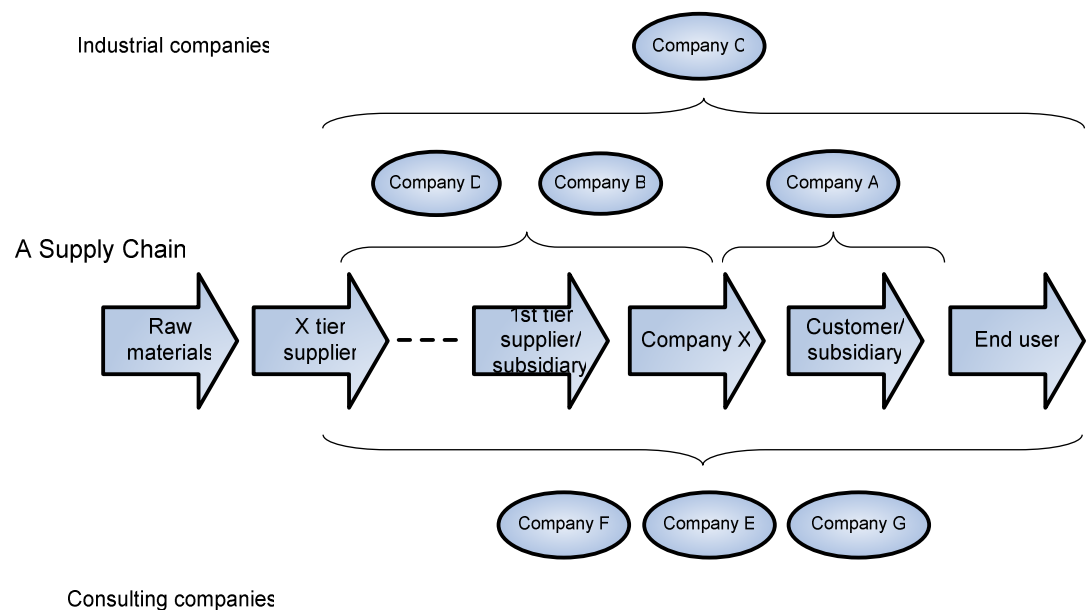 Industrial companies
Company C
Company D
Company B
Company A
A Supply Chain
Raw
materials
X tier
supplier
1st tier
supplier/
subsidiary
Company X
Customer/
subsidiary
End user
Company F
Company E
Company G
Consulting companies